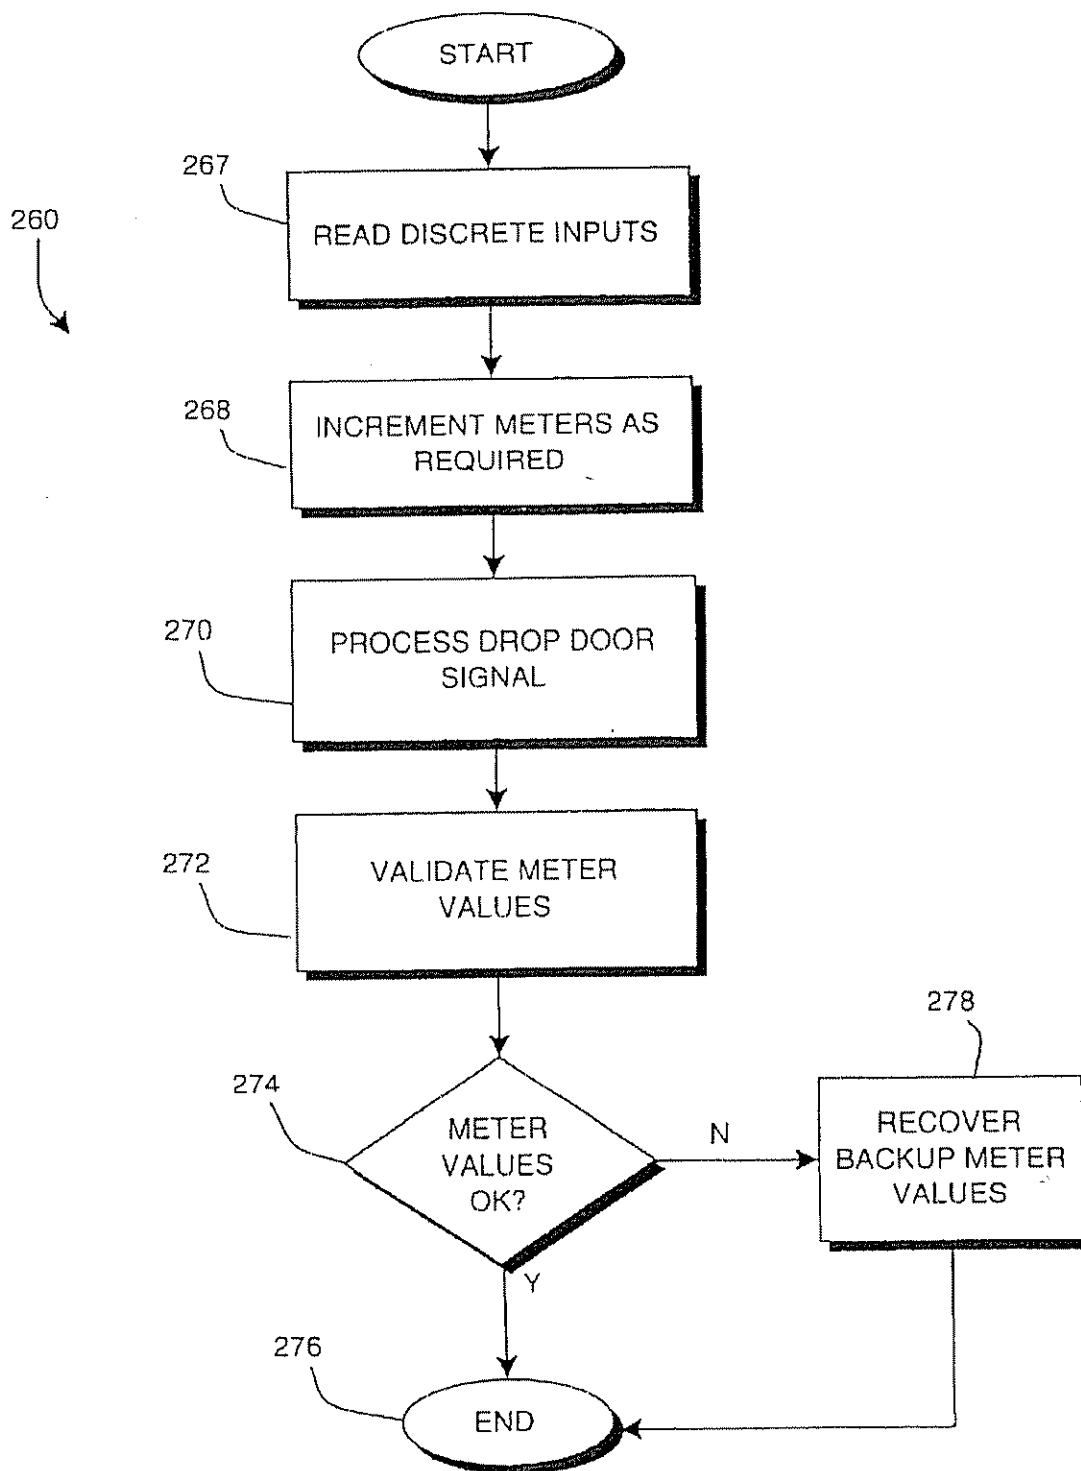 START
267
260
READ DISCRETE INPUTS
268
INCREMENT METERS AS
REQUIRED
270
PROCESS DROP DOOR
SIGNAL
272
VALIDATE METER
VALUES
274
METER
VALUES
OK?
N
278
RECOVER
BACKUP METER
VALUES
Y
276
END